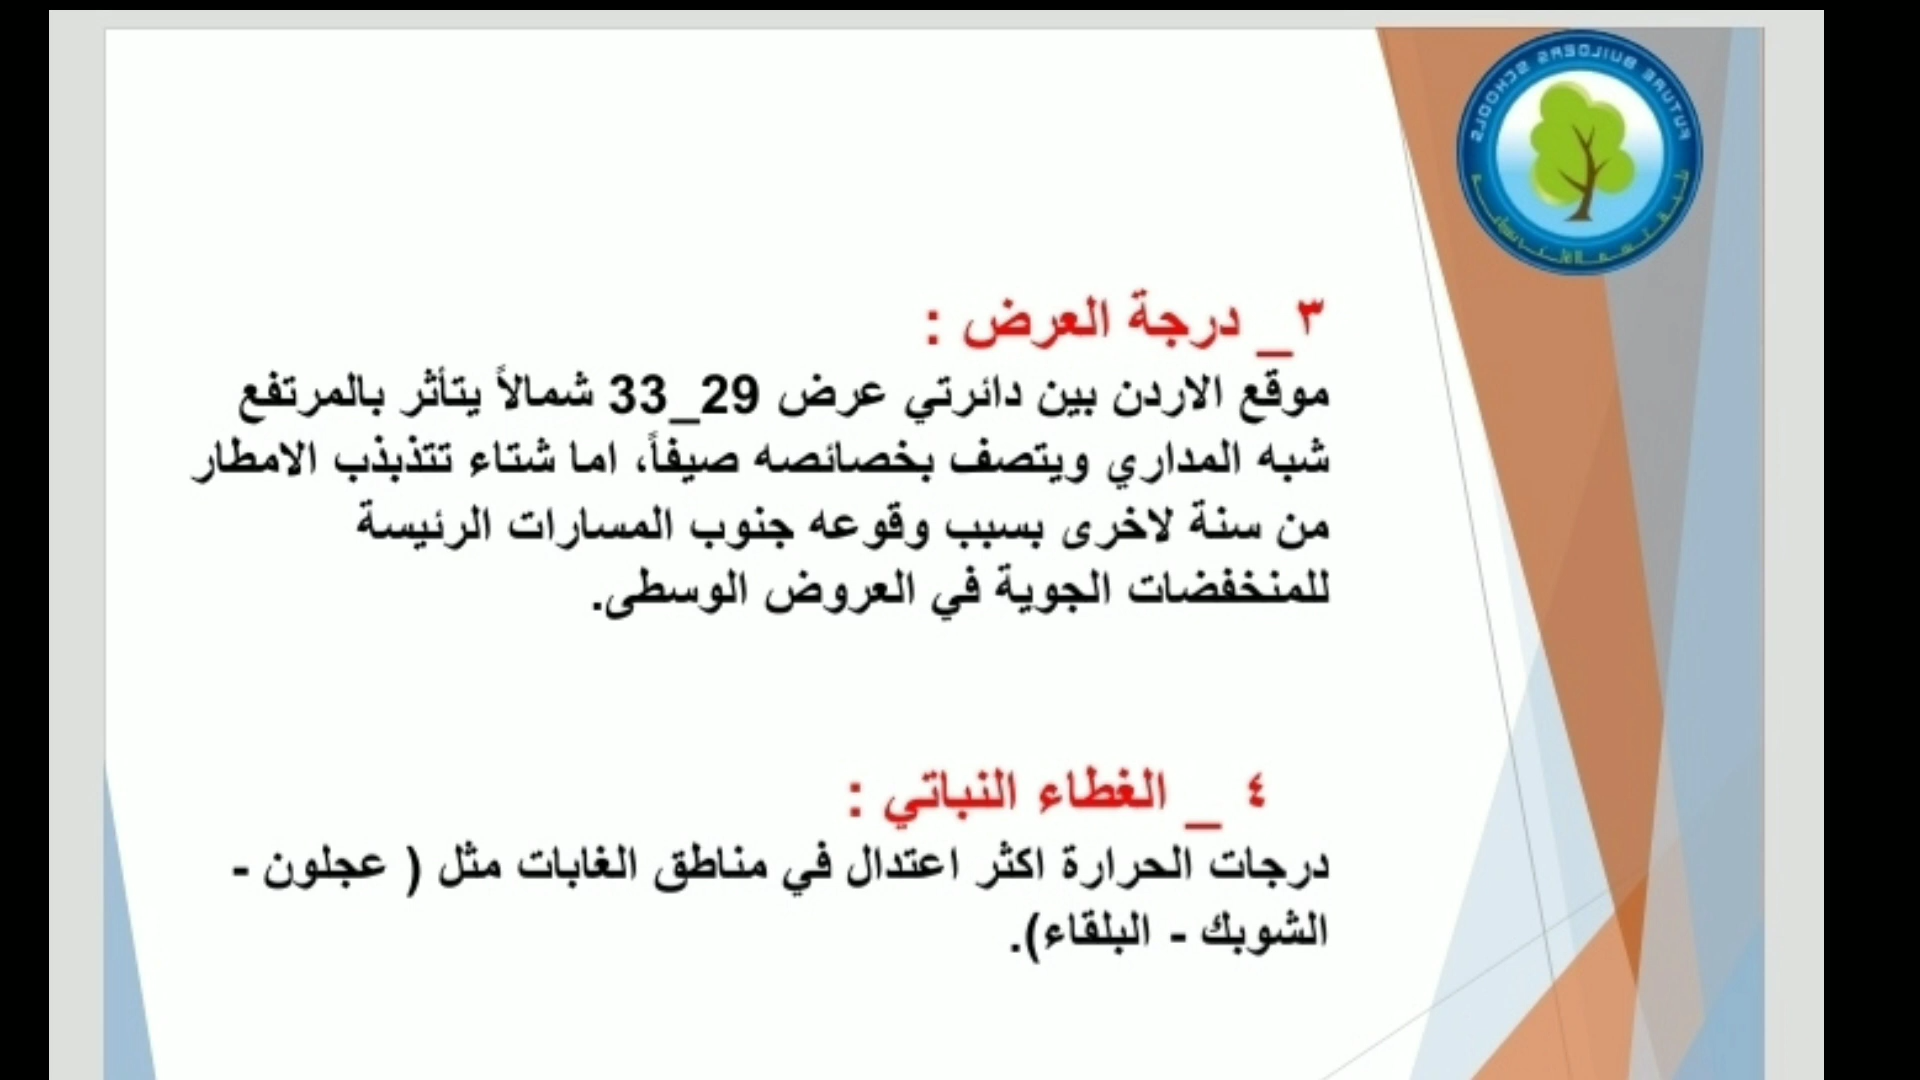 FUTURE BUILDERS SCHOOLS
٣_ درجة العرض :
موقع الاردن بين دائرتي عرض 29_33 شمالاً يتأثر بالمرتفع
شبه المداري ويتصف بخصائصه صيفاً، اما شتاء تتذبذب الامطار
من سنة لاخرى بسبب وقوعه جنوب المسارات الرئيسة
للمنخفضات الجوية في العروض الوسطى.
٤ _ الغطاء النباتي :
درجات الحرارة اكثر اعتدال في مناطق الغابات مثل ( عجلون -
الشوبك - البلقاء).